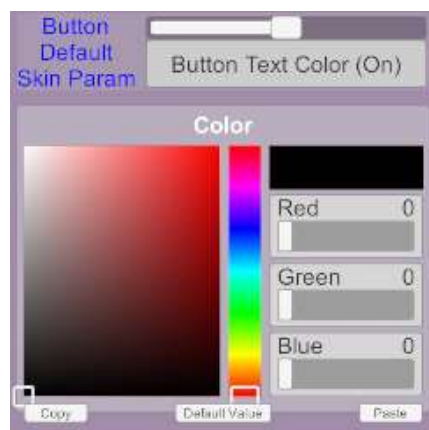 Button
Default
Skin Param
Button Text Color (On)
Color
Red 0
Green 0
Blue 0
Copy
Default Value
Paste